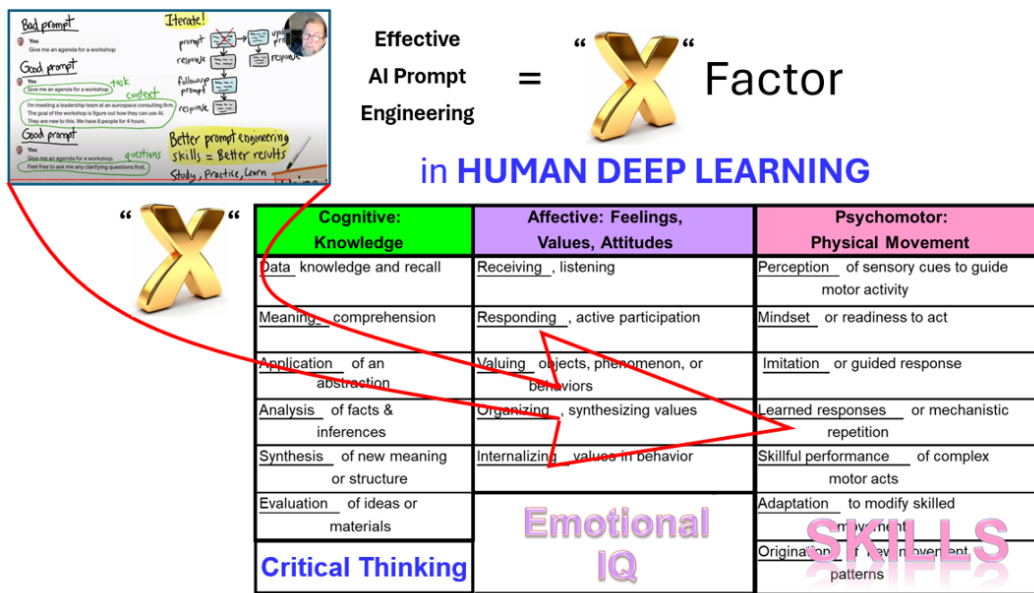 Bad prompt
You
Give me an agenda for a workshop
Good prompt
You
Give me an agenda for a workshop. task
context
I'm meeting a leadership team at an aurospace consulting firm.
The goal of the workshop is figure out how they can use AI.
They are new to this. We have 8 people for 4 hours.
Good prompt
You
questions
Give me an agenda for a workshop.
Feel free to ask me any clarifying questions first.
Iterate!
prompt
response
response
followup
prompt
response
Better prompt engineering
skills = Better results
Study, Practice, Learn
Effective
AI Prompt
Engineering
= "X" Factor
in HUMAN DEEP LEARNING
"X"
Cognitive:
Knowledge
Data knowledge and recall
Meaning comprehension
Application of an
abstraction
Analysis of facts &
inferences
Synthesis of new meaning
or structure
Evaluation of ideas or
materials
Critical Thinking
Affective: Feelings,
Values, Attitudes
Receiving , listening
Responding , active participation
Valuing objects, phenomenon, or
behaviors
Organizing , synthesizing values
Internalizing values in behavior
Emotional
IQ
Psychomotor:
Physical Movement
Perception of sensory cues to guide
motor activity
Mindset or readiness to act
Imitation or guided response
Learned responses or mechanistic
repetition
Skillful performance of complex
motor acts
Adaptation to modify skilled
movement
Origination of new movement
patterns
SKILLS